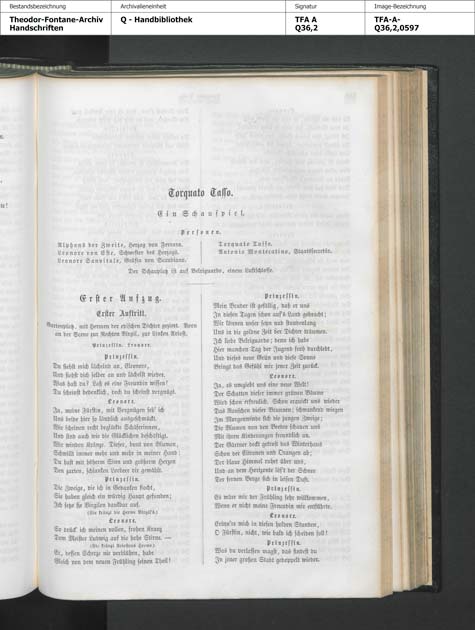 Bestandsbezeichnung
Archivalieneinheit
Signatur
Image-Bezeichnung
Theodor-Fontane-Archiv
Handschriften
Q - Handbibliothek
TFA A
Q36,2
TFA-A-
Q36,2,0597
Torquato Tasso.
Ein Schauspiel.
Personen.
Alphons der Zweite, Herzog von Ferrara.
Leonore von Este, Schwester des Herzogs.
Leonore Sanvitale, Gräfin von Scandiano.
Torquato Tasso.
Antonio Montecatino, Staatssecretär.
Der Schauplatz ist auf Belriguardo, einem Lustschlosse.
Erster Aufzug.
Erster Auftritt.
Gartenplatz, mit Hermen der epischen Dichter geziert. Vorn
an der Scene zur Rechten Virgil, zur Linken Ariost.
Prinzessin. Leonore.
Prinzessin.
Du siehst mich lächelnd an, Eleonore,
Und siehst dich selber an und lächelst wieder.
Was hast du? Laß es eine Freundin wissen!
Du scheinst bedenklich, doch du scheinst vergnügt.
Leonore.
Ja, meine Fürstin, mit Vergnügen seh' ich
Uns beide hier so ländlich ausgeschmückt.
Wir scheinen recht beglückte Schäferinnen,
Und sind auch wie die Glücklichen beschäftigt.
Wir winden Kränze. Dieser, bunt von Blumen,
Schwillt immer mehr und mehr in meiner Hand;
Du hast mit höherm Sinn und größerm Herzen
Den zarten, schlanken Lorbeer dir gewählt.
Prinzessin.
Die Zweige, die ich in Gedanken flocht,
Sie haben gleich ein würdig Haupt gefunden;
Ich setze sie Virgilen dankbar auf.
(Sie kränzt die Herme Virgil's.)
Leonore.
So drück' ich meinen vollen, frohen Kranz
Dem Meister Ludwig auf die hohe Stirne. —
(Sie kränzt Ariostens Herme.)
Er, dessen Scherze nie verblühen, habe
Gleich von dem neuen Frühling seinen Theil!
Prinzessin.
Mein Bruder ist gefällig, daß er uns
In diesen Tagen schon auf's Land gebracht;
Wir können unser sein und stundenlang
Uns in die goldne Zeit der Dichter träumen.
Ich liebe Belriguardo; denn ich habe
Hier manchen Tag der Jugend froh durchlebt,
Und dieses neue Grün und diese Sonne
Bringt das Gefühl mir jener Zeit zurück.
Leonore.
Ja, es umgiebt uns eine neue Welt!
Der Schatten dieser immer grünen Bäume
Wird schon erfreulich. Schon erquickt uns wieder
Das Rauschen dieser Brunnen; schwankend wiegen
Im Morgenwinde sich die jungen Zweige;
Die Blumen von den Beeten schauen uns
Mit ihren Kinderaugen freundlich an.
Der Gärtner deckt getrost das Winterhaus
Schon der Citronen und Orangen ab;
Der blaue Himmel ruhet über uns,
Und an dem Horizonte löst der Schnee
Der fernen Berge sich in leisen Duft.
Prinzessin.
Es wäre mir der Frühling sehr willkommen,
Wenn er nicht meine Freundin mir entführte.
Leonore.
Erinnre mich in diesen holden Stunden,
O Fürstin, nicht, wie bald ich scheiden soll!
Prinzessin.
Was du verlassen magst, das findest du
In jener großen Stadt gedoppelt wieder.